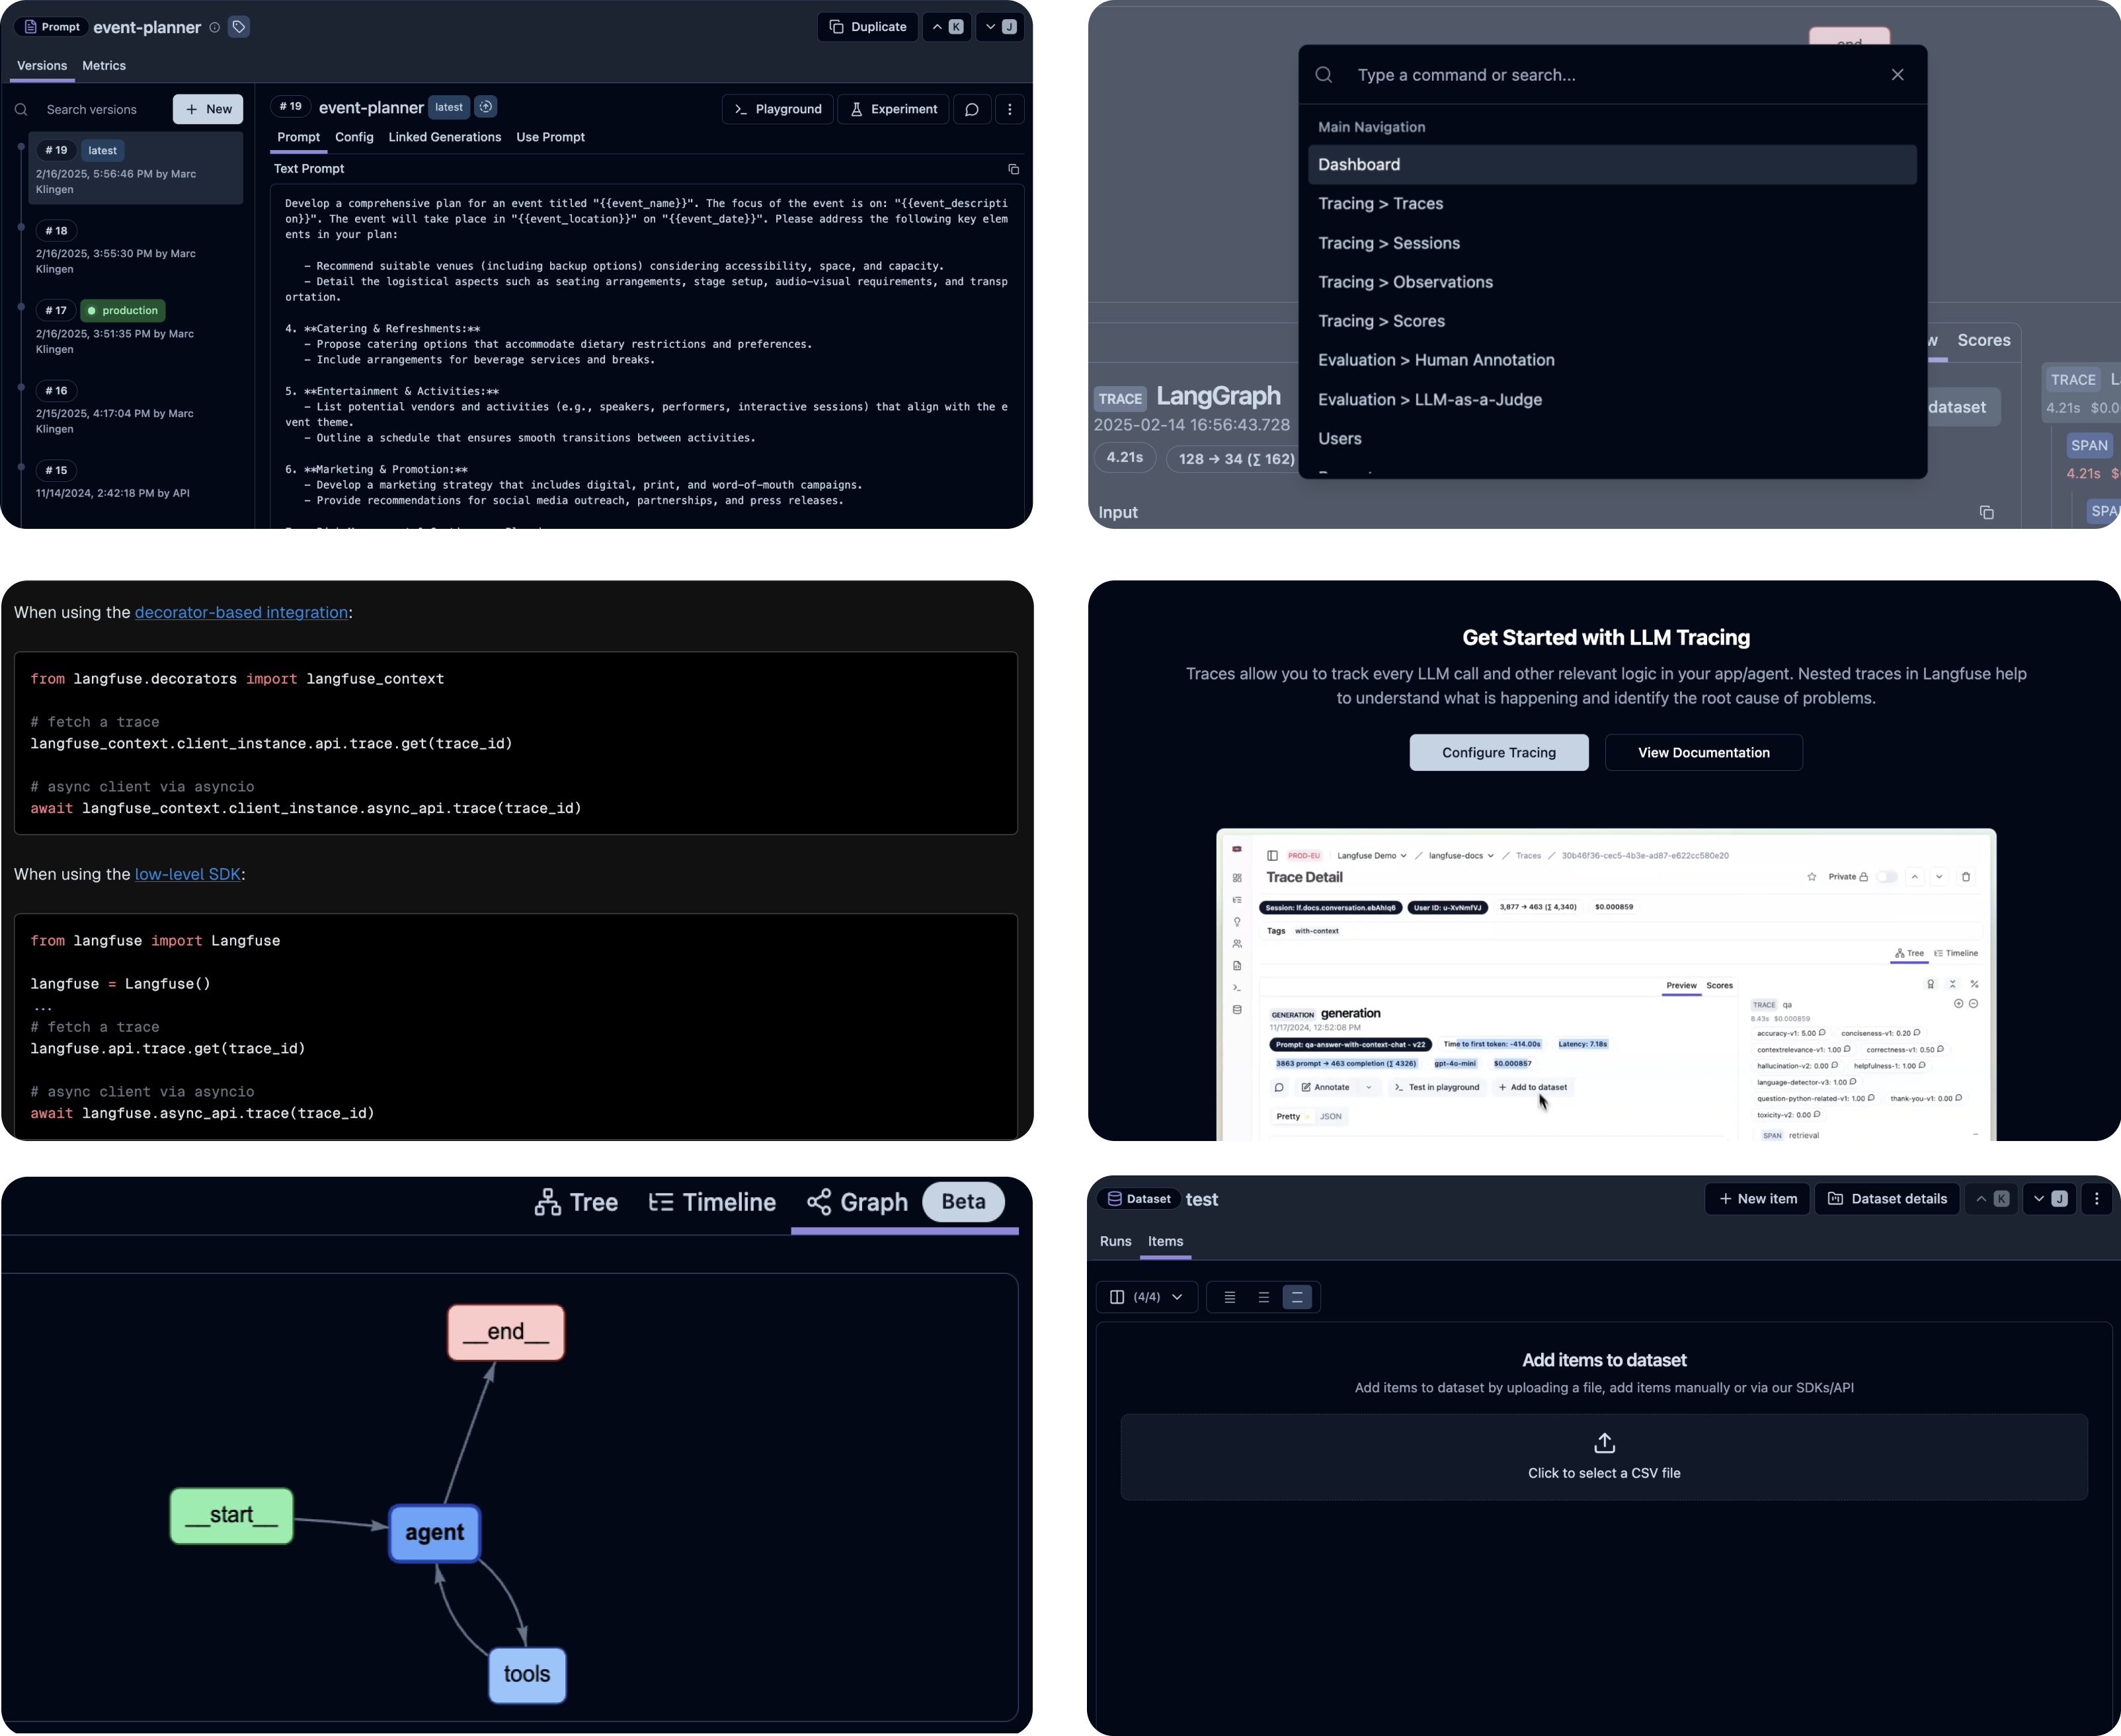 Prompt event-planner
Duplicate K J
Versions Metrics
Search versions
+ New
# 19 latest
2/16/2025, 5:56:46 PM by Marc
Klingen
# 18
2/16/2025, 3:55:30 PM by Marc
Klingen
# 17 production
2/16/2025, 3:51:35 PM by Marc
Klingen
# 16
2/15/2025, 4:17:04 PM by Marc
Klingen
# 15
11/14/2024, 2:42:18 PM by API
# 19 event-planner latest
Playground Experiment
Prompt Config Linked Generations Use Prompt
Text Prompt
Develop a comprehensive plan for an event titled "{{event_name}}". The focus of the event is on: "{{event_descripti
on}}". The event will take place in "{{event_location}}" on "{{event_date}}". Please address the following key elem
ents in your plan:
– Recommend suitable venues (including backup options) considering accessibility, space, and capacity.
– Detail the logistical aspects such as seating arrangements, stage setup, audio-visual requirements, and transp
ortation.
4. **Catering & Refreshments:**
– Propose catering options that accommodate dietary restrictions and preferences.
– Include arrangements for beverage services and breaks.
5. **Entertainment & Activities:**
– List potential vendors and activities (e.g., speakers, performers, interactive sessions) that align with the e
vent theme.
– Outline a schedule that ensures smooth transitions between activities.
6. **Marketing & Promotion:**
– Develop a marketing strategy that includes digital, print, and word-of-mouth campaigns.
– Provide recommendations for social media outreach, partnerships, and press releases.
Type a command or search...
Main Navigation
Dashboard
Tracing > Traces
Tracing > Sessions
Tracing > Observations
Tracing > Scores
Evaluation > Human Annotation
Evaluation > LLM-as-a-Judge
Users
TRACE LangGraph
2025-02-14 16:56:43.728
4.21s 128 → 34 (∑ 162)
Input
w Scores
dataset
TRACE L
4.21s $0.0
SPAN
4.21s $
SPA
When using the decorator-based integration:
from langfuse.decorators import langfuse_context
# fetch a trace
langfuse_context.client_instance.api.trace.get(trace_id)
# async client via asyncio
await langfuse_context.client_instance.async_api.trace(trace_id)
When using the low-level SDK:
from langfuse import Langfuse
langfuse = Langfuse()
...
# fetch a trace
langfuse.api.trace.get(trace_id)
# async client via asyncio
await langfuse.async_api.trace(trace_id)
Get Started with LLM Tracing
Traces allow you to track every LLM call and other relevant logic in your app/agent. Nested traces in Langfuse help
to understand what is happening and identify the root cause of problems.
Configure Tracing View Documentation
PROD-EU Langfuse Demo / langfuse-docs / Traces / 30b46f36-cec5-4b3e-ad87-e622cc580e20
Trace Detail
Private
Session: lf.docs.conversation.ebAhlq6 User ID: u-XvNmfVJ 3,877 → 463 (∑ 4,340) $0.000859
Tags with-context
Tree Timeline
Preview Scores
GENERATION generation
11/17/2024, 12:52:08 PM
Prompt: qa-answer-with-context-chat - v22 Time to first token: -414.00s Latency: 7.18s
3863 prompt → 463 completion (∑ 4326) gpt-4o-mini $0.000857
Annotate Test in playground + Add to dataset
Pretty JSON
TRACE qa
8.43s $0.000859
accuracy-v1: 5.00 conciseness-v1: 0.20
contextrelevance-v1: 1.00 correctness-v1: 0.50
hallucination-v2: 0.00 helpfulness-1: 1.00
language-detector-v3: 1.00
question-python-related-v1: 1.00 thank-you-v1: 0.00
toxicity-v2: 0.00
SPAN retrieval
Tree Timeline Graph Beta
__end__
__start__
agent
tools
Dataset test
+ New item Dataset details K J
Runs Items
(4/4)
Add items to dataset
Add items to dataset by uploading a file, add items manually or via our SDKs/API
Click to select a CSV file